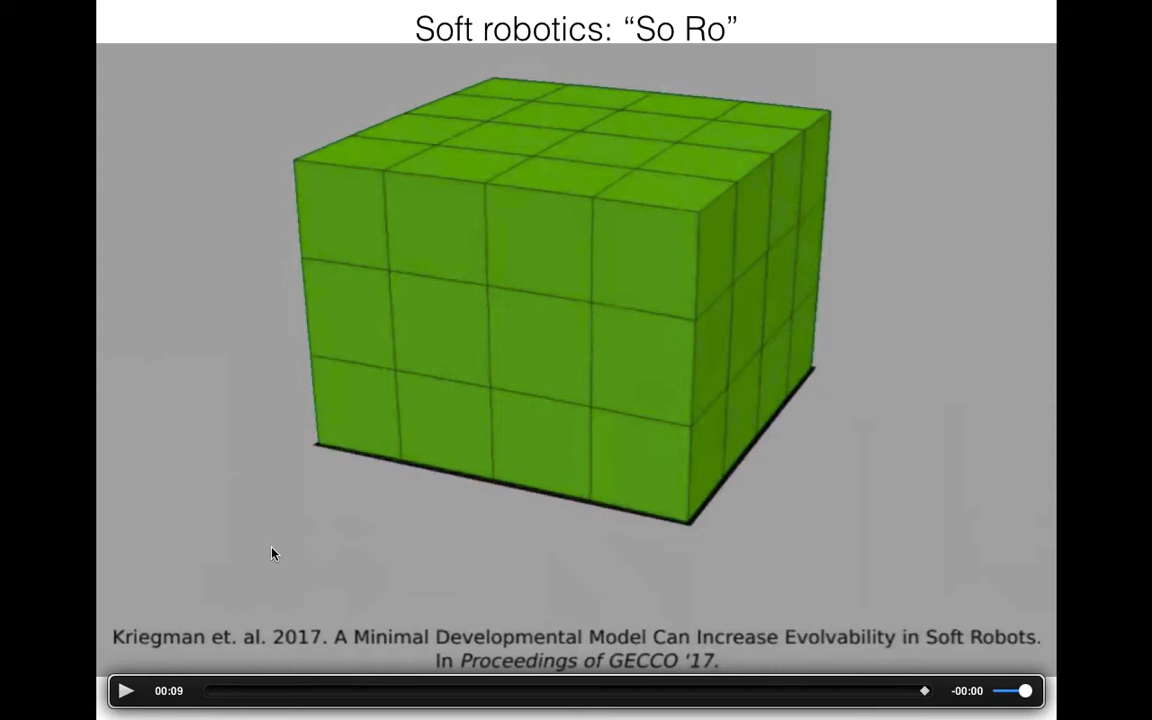 Soft robotics: “So Ro”
Kriegman et. al. 2017. A Minimal Developmental Model Can Increase Evolvability in Soft Robots.
In Proceedings of GECCO '17.
00:09 -00:00